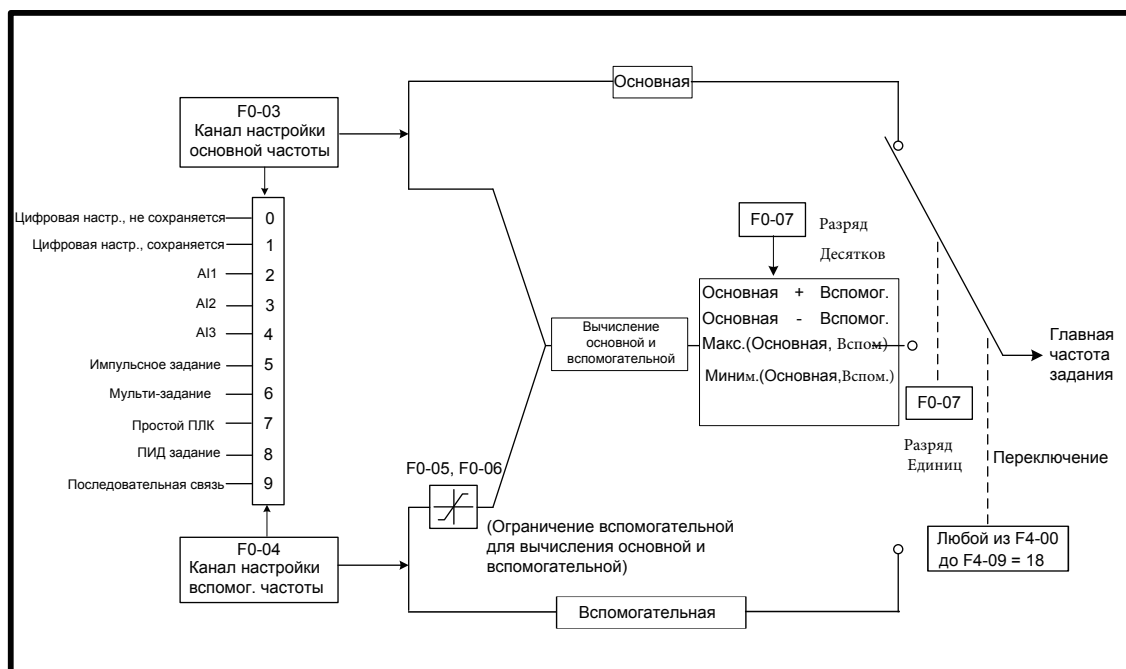 Основная
F0-03
Канал настройки
основной частоты
Цифровая настр., не сохраняется 0
Цифровая настр., сохраняется 1
AI1 2
AI2 3
AI3 4
Импульсное задание 5
Мульти-задание 6
Простой ПЛК 7
ПИД задание 8
Последовательная связь 9
F0-04
Канал настройки
вспомог. частоты
F0-05, F0-06
(Ограничение вспомогательной
для вычисления основной и
вспомогательной)
Вычисление
основной и
вспомогательной
F0-07 Разряд
Десятков
Основная + Вспомог.
Основная - Вспомог.
Макс.(Основная, Вспом)
Миним.(Основная,Вспом.)
F0-07
Разряд
Единиц
Главная
частота
задания
Переключение
Любой из F4-00
до F4-09 = 18
Вспомогательная